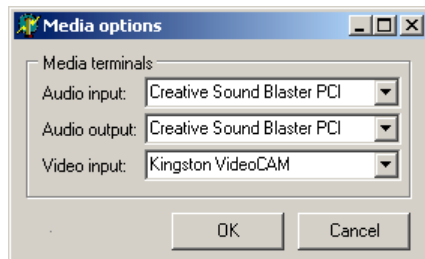 Media options
Media terminals
Audio input: Creative Sound Blaster PCI
Audio output: Creative Sound Blaster PCI
Video input: Kingston VideoCAM
OK Cancel